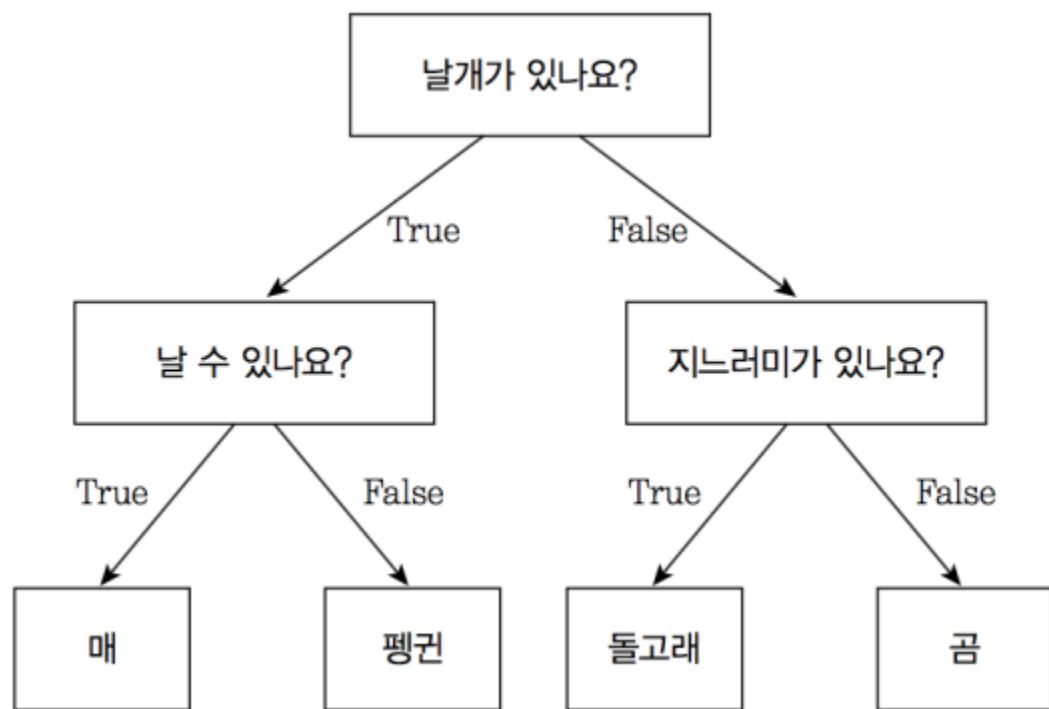 날개가 있나요?
True
False
날 수 있나요?
지느러미가 있나요?
True
False
True
False
매
펭귄
돌고래
곰